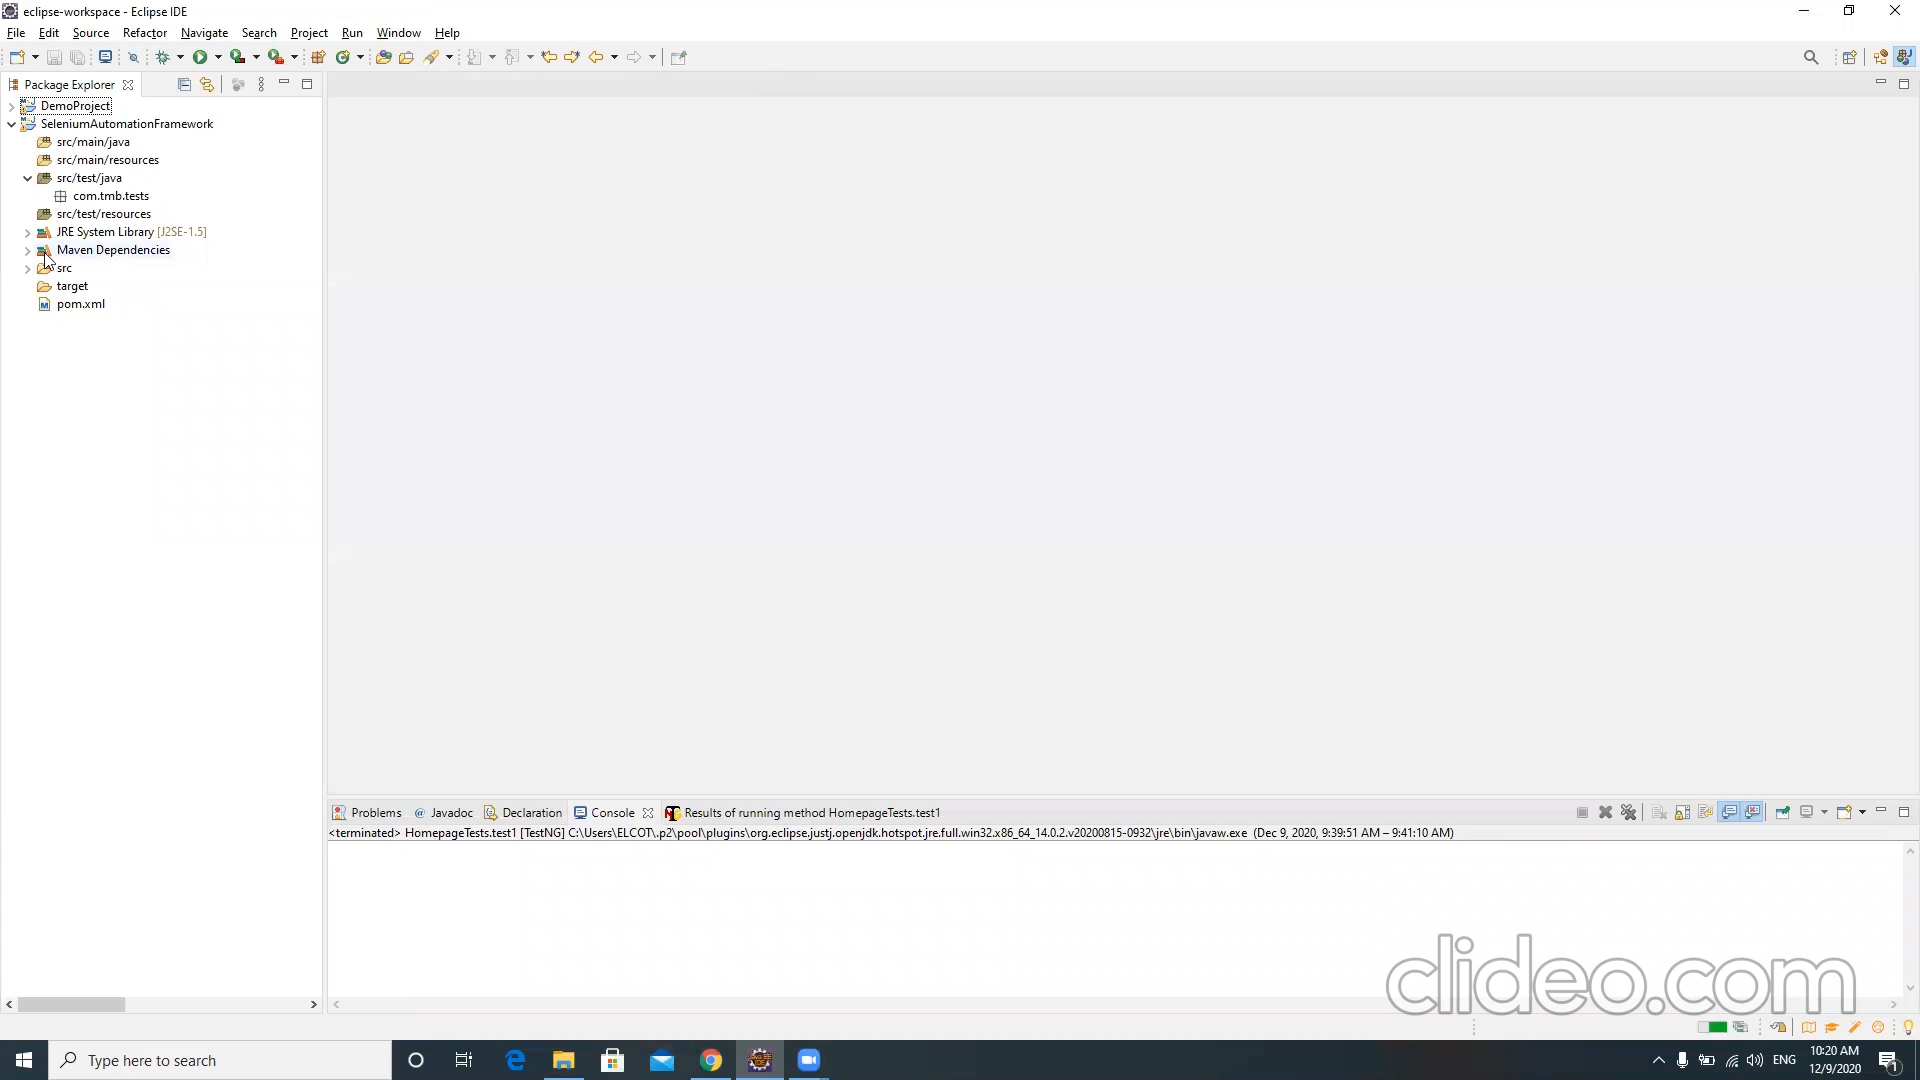 eclipse-workspace - Eclipse IDE
File Edit Source Refactor Navigate Search Project Run Window Help
Package Explorer
DemoProject
SeleniumAutomationFramework
src/main/java
src/main/resources
src/test/java
com.tmb.tests
src/test/resources
JRE System Library [J2SE-1.5]
Maven Dependencies
src
target
pom.xml
Problems Javadoc Declaration Console Results of running method HomepageTests.test1
<terminated> HomepageTests.test1 [TestNG] C:\Users\ELCOT\.p2\pool\plugins\org.eclipse.justj.openjdk.hotspot.jre.full.win32.x86_64_14.0.2.v20200815-0932\jre\bin\javaw.exe (Dec 9, 2020, 9:39:51 AM – 9:41:10 AM)
clideo.com
Type here to search
ENG
10:20 AM
12/9/2020
1